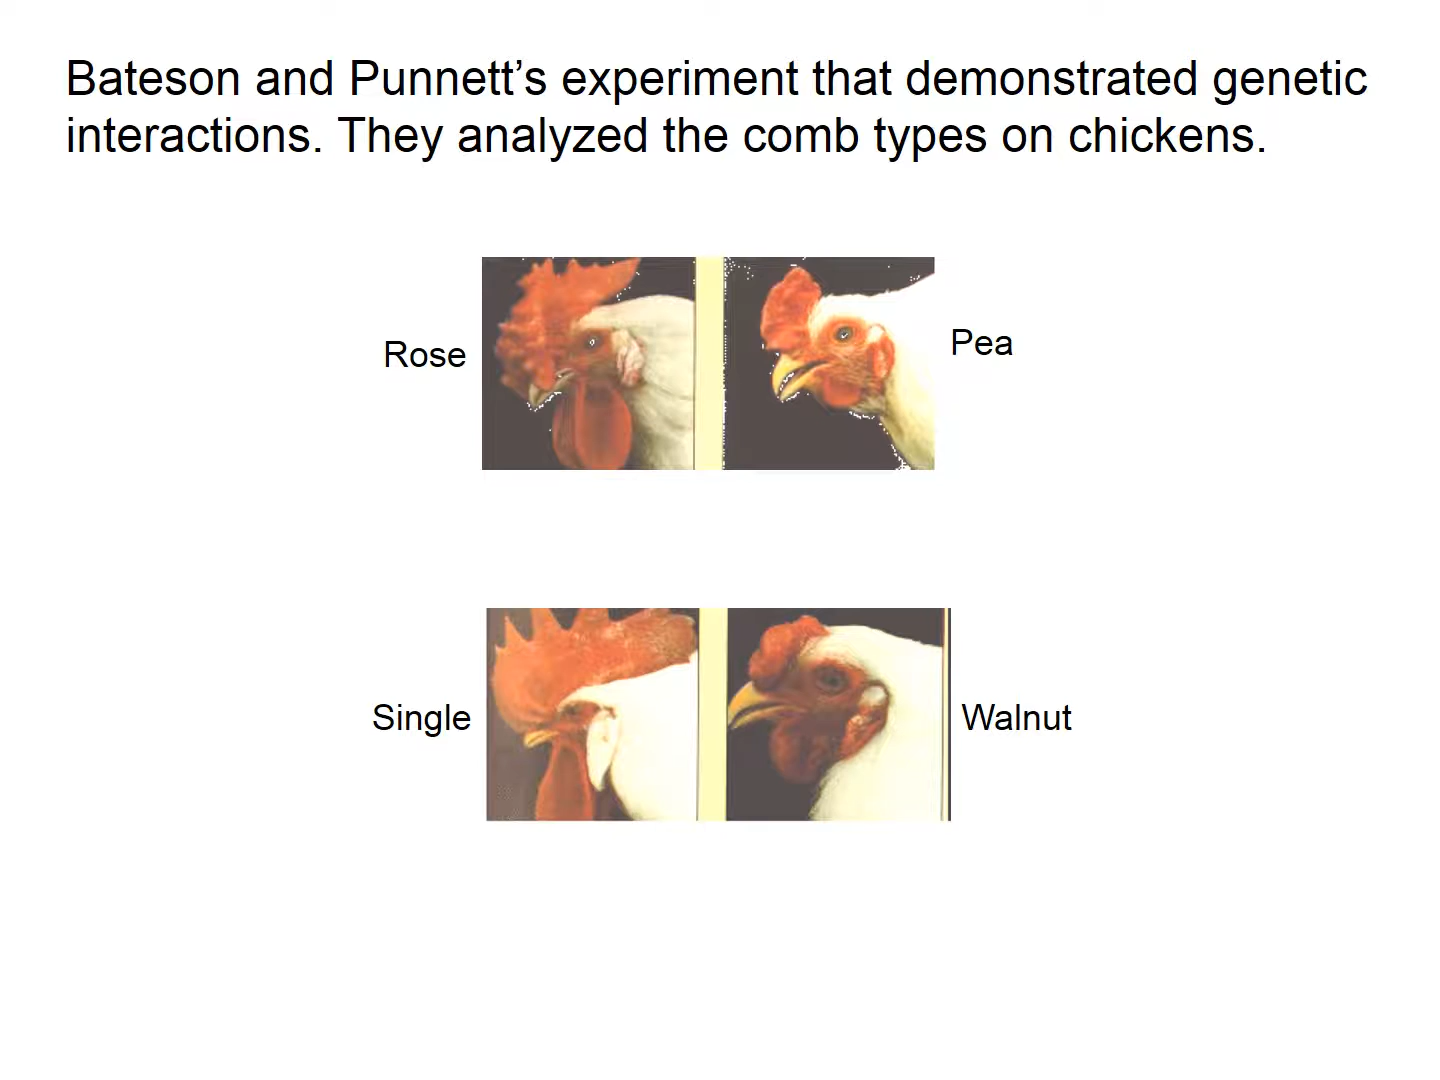 Bateson and Punnett’s experiment that demonstrated genetic
interactions. They analyzed the comb types on chickens.
Rose
Pea
Single
Walnut